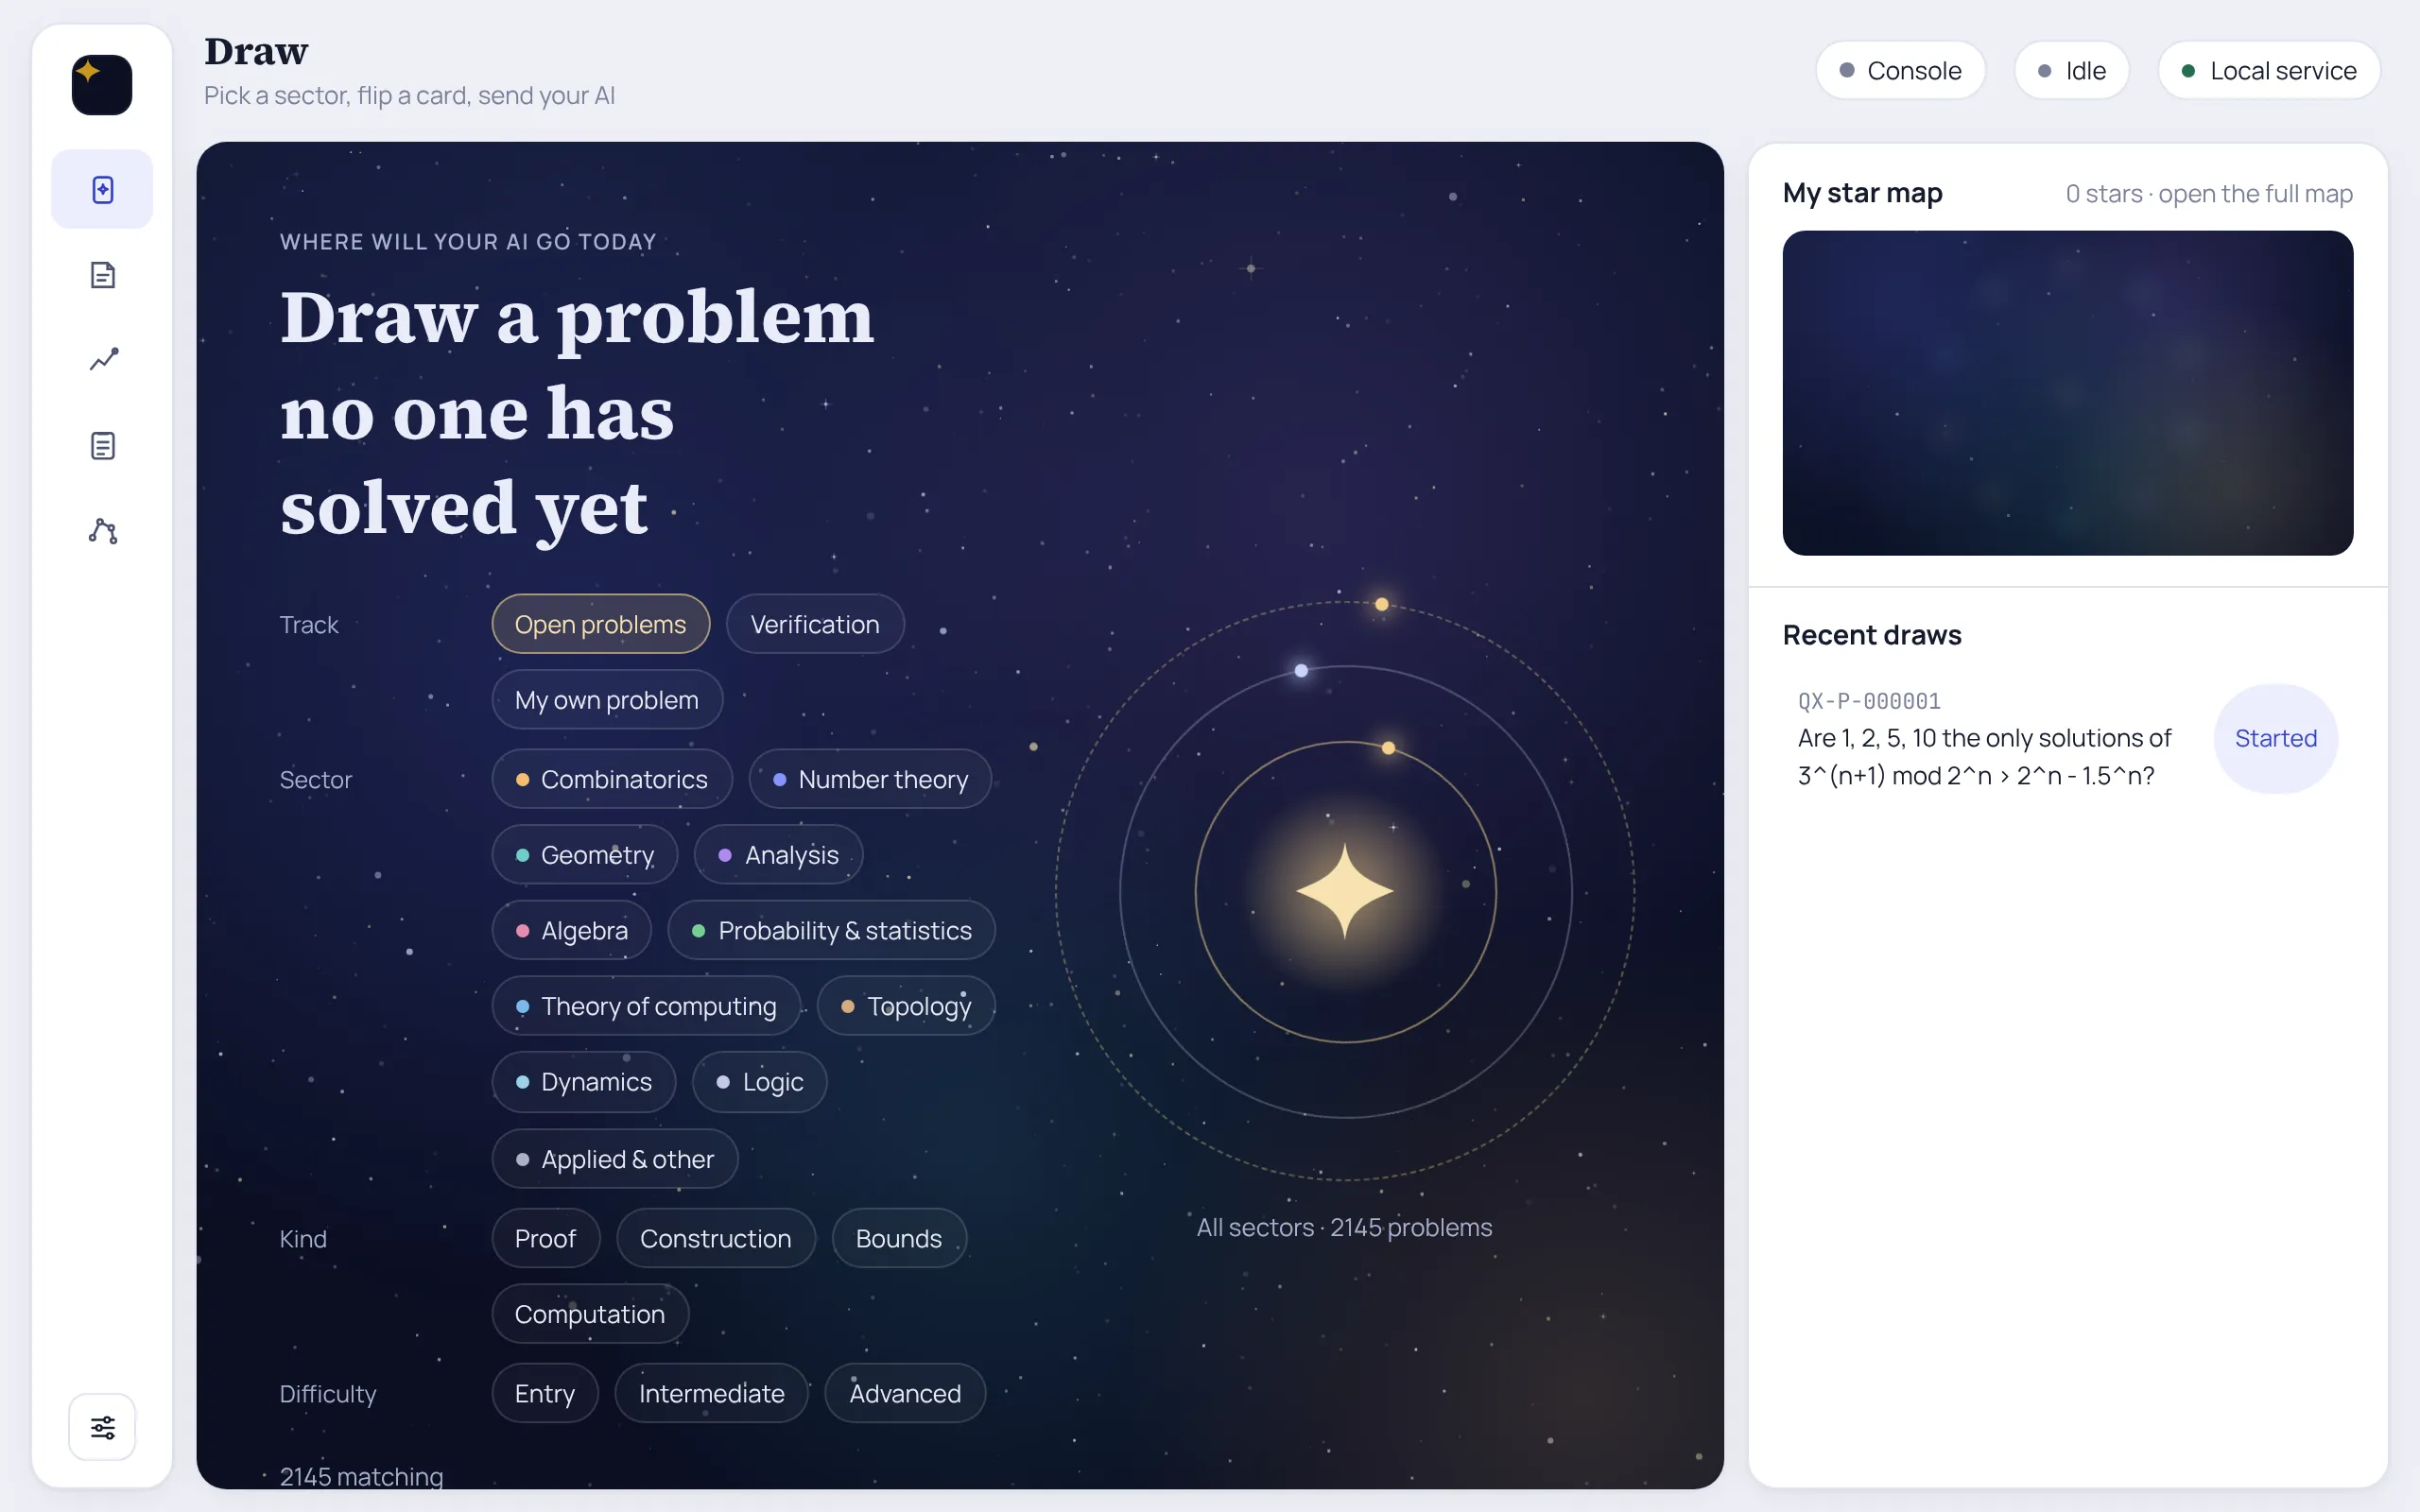 Draw
Pick a sector, flip a card, send your AI
Console
Idle
Local service
WHERE WILL YOUR AI GO TODAY
Draw a problem
no one has
solved yet
Track
Open problems
Verification
My own problem
Sector
Combinatorics
Number theory
Geometry
Analysis
Algebra
Probability & statistics
Theory of computing
Topology
Dynamics
Logic
Applied & other
Kind
Proof
Construction
Bounds
Computation
Difficulty
Entry
Intermediate
Advanced
2145 matching
All sectors · 2145 problems
My star map
0 stars · open the full map
Recent draws
QX-P-000001
Are 1, 2, 5, 10 the only solutions of
3^(n+1) mod 2^n > 2^n - 1.5^n?
Started